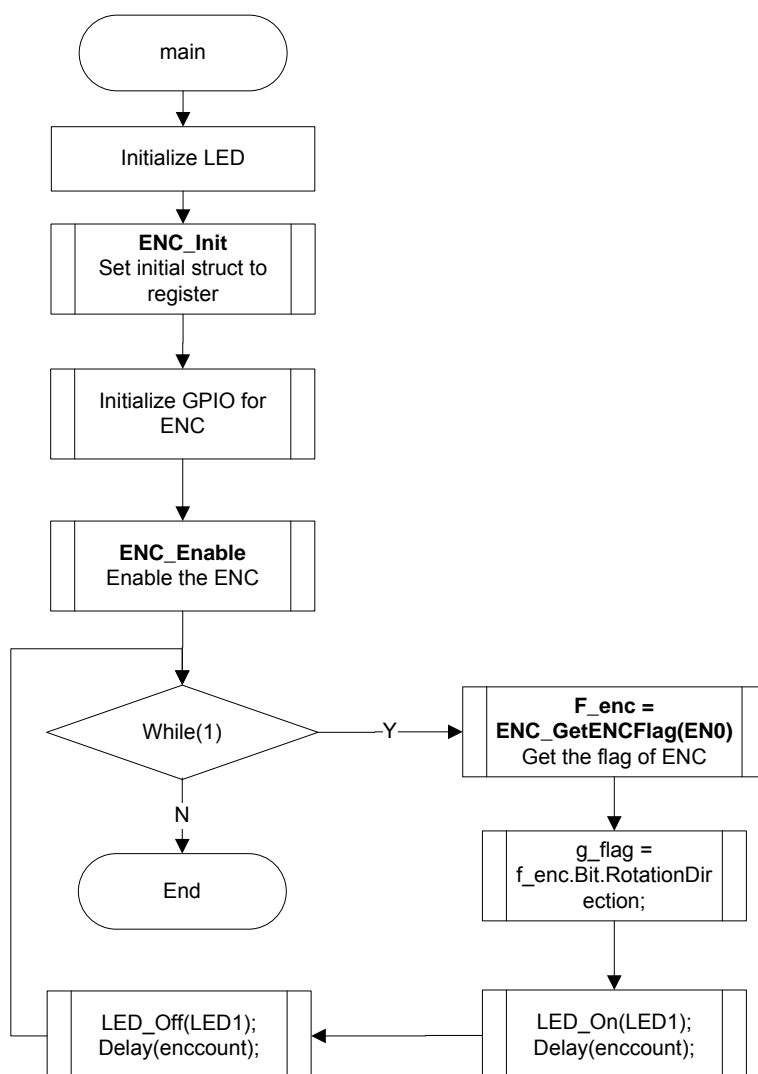 main
Initialize LED
ENC_Init
Set initial struct to
register
Initialize GPIO for
ENC
ENC_Enable
Enable the ENC
While(1)
Y
N
End
F_enc =
ENC_GetENCFlag(EN0)
Get the flag of ENC
g_flag =
f_enc.Bit.RotationDir
ection;
LED_On(LED1);
Delay(enccount);
LED_Off(LED1);
Delay(enccount);